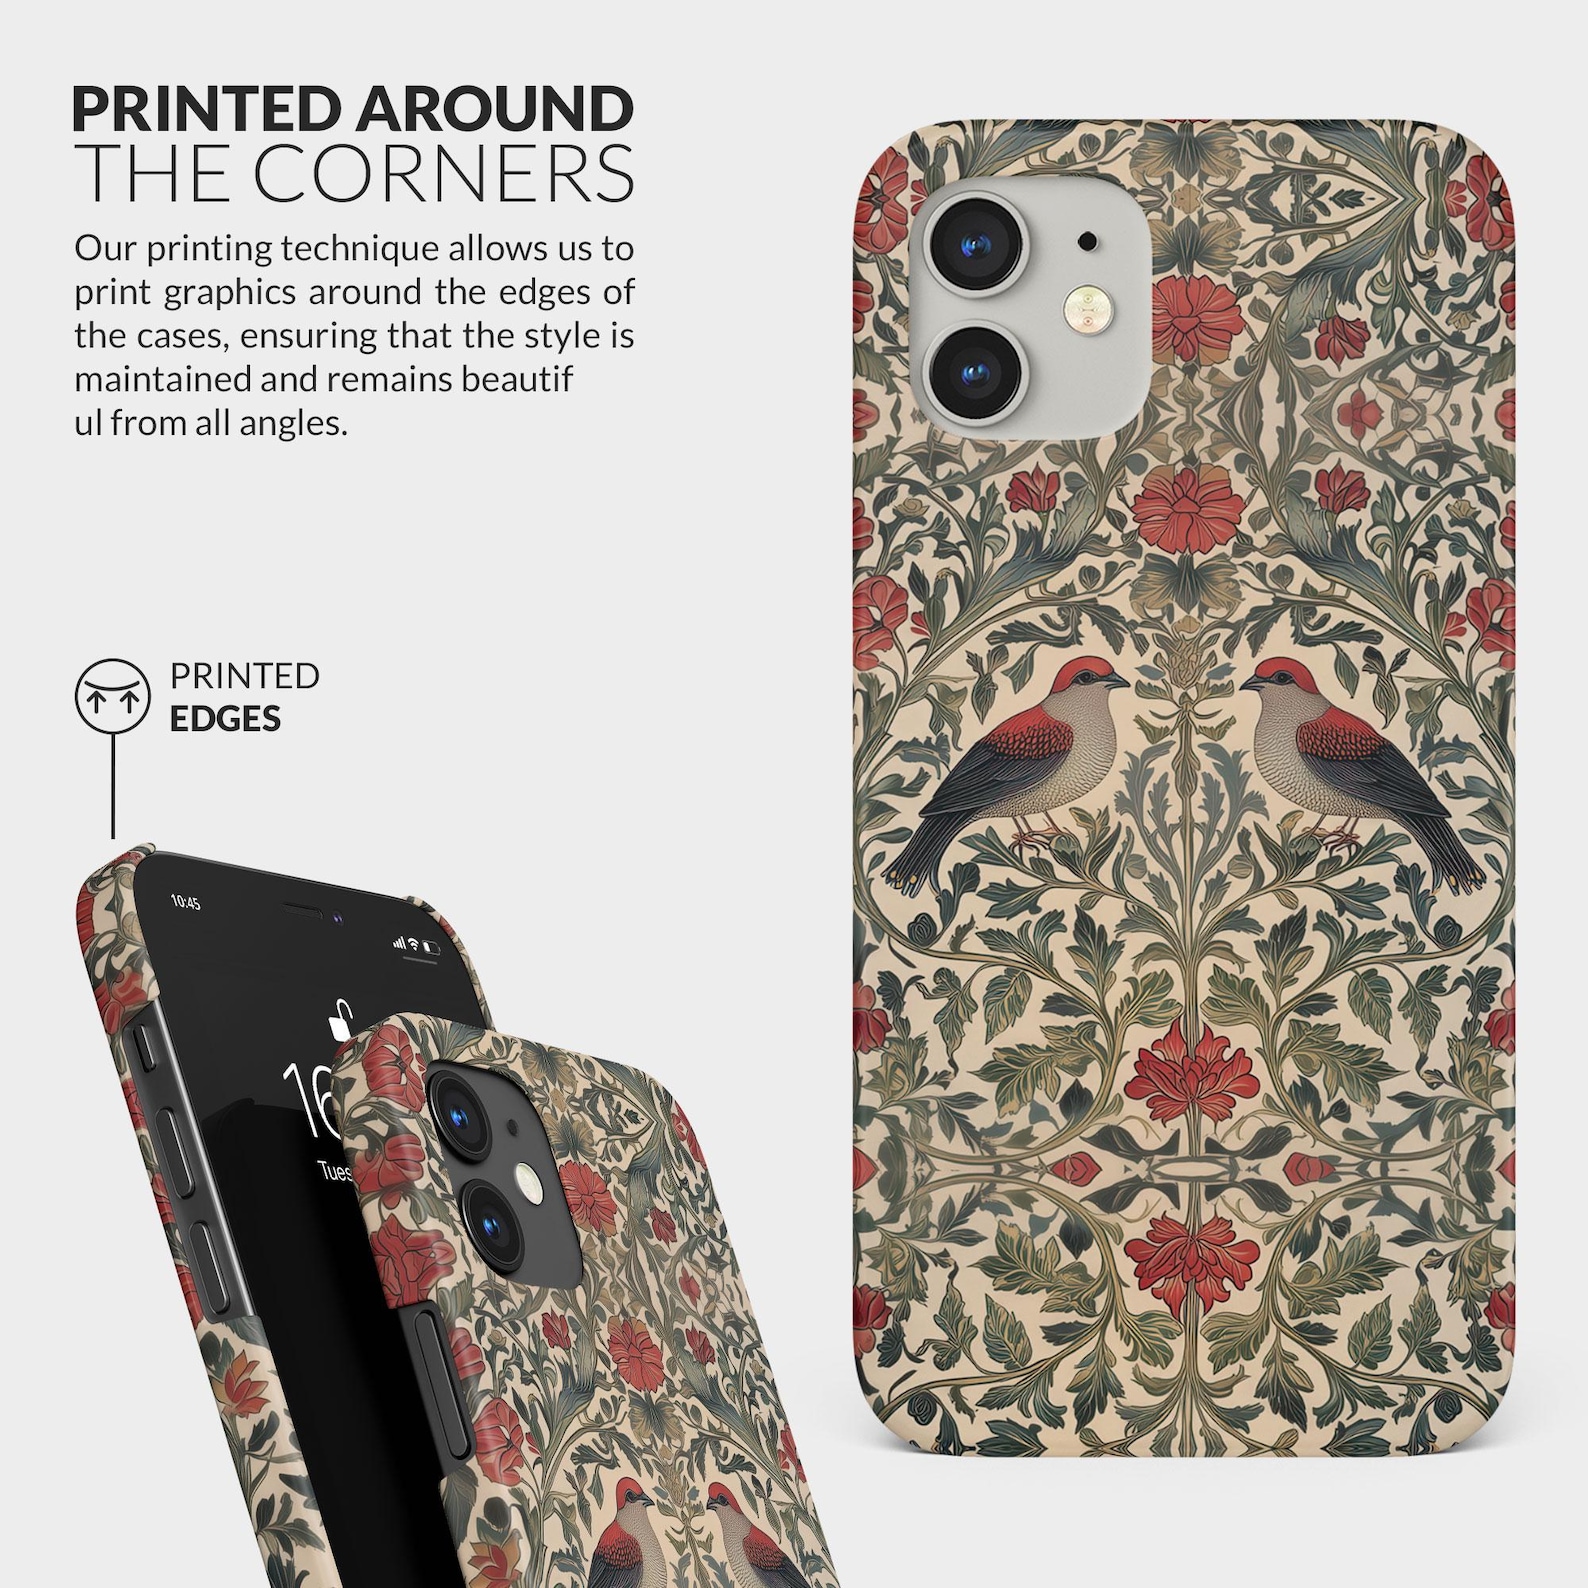 PRINTED AROUND
THE CORNERS
Our printing technique allows us to
print graphics around the edges of
the cases, ensuring that the style is
maintained and remains beautif
ul from all angles.
PRINTED
EDGES
10:45
16
Tues